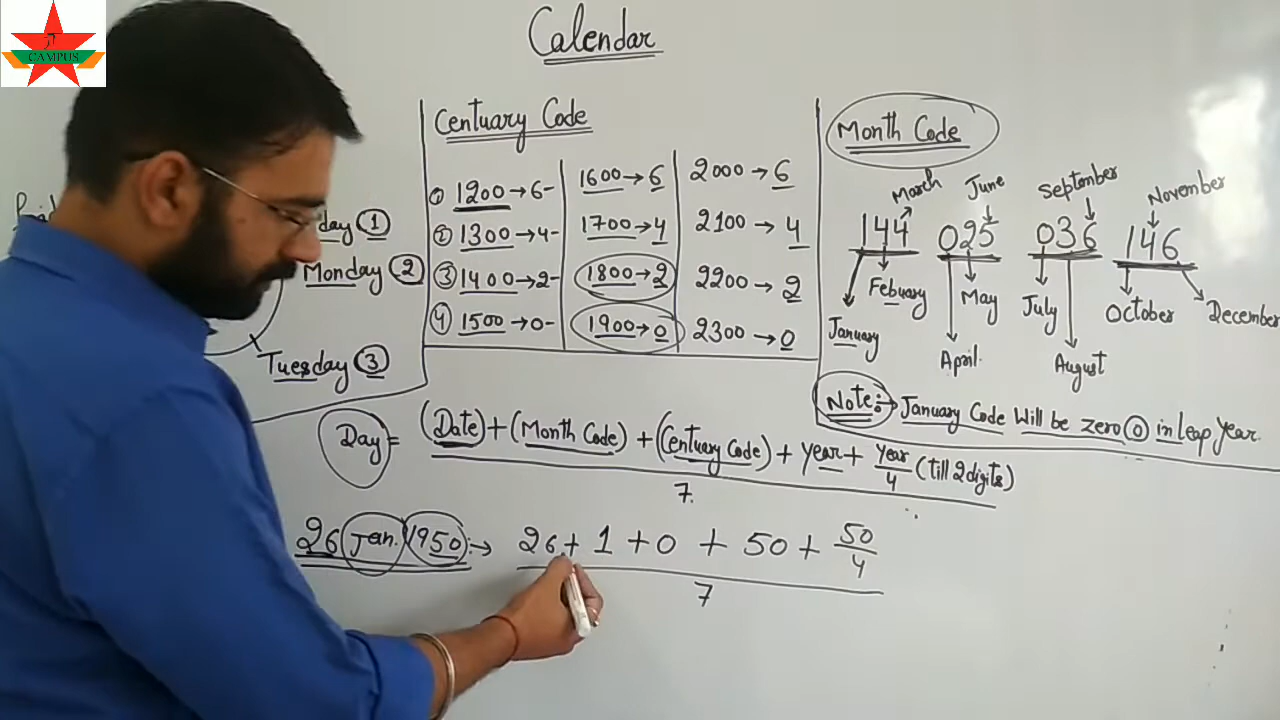 CAMPUS
Calendar
day 1
Monday 2
Tuesday 3
Centuary Code
① 1200→6-
② 1300→4-
③ 1400→2-
④ 1500→0-
1600→6
1700→4
1800→2
1900→0
2000→6
2100→4
2200→2
2300→0
Month Code
March June September November
144 025 036 146
Febuary May July October December
January April. August
Note:→January Code Will be zero ⓪ in leap year.
Day = (Date)+(Month Code)+(Centuary Code)+year+year/4 (till 2digits)
7.
26 Jan. 1950:→ 26+1+0+50+50/4
7